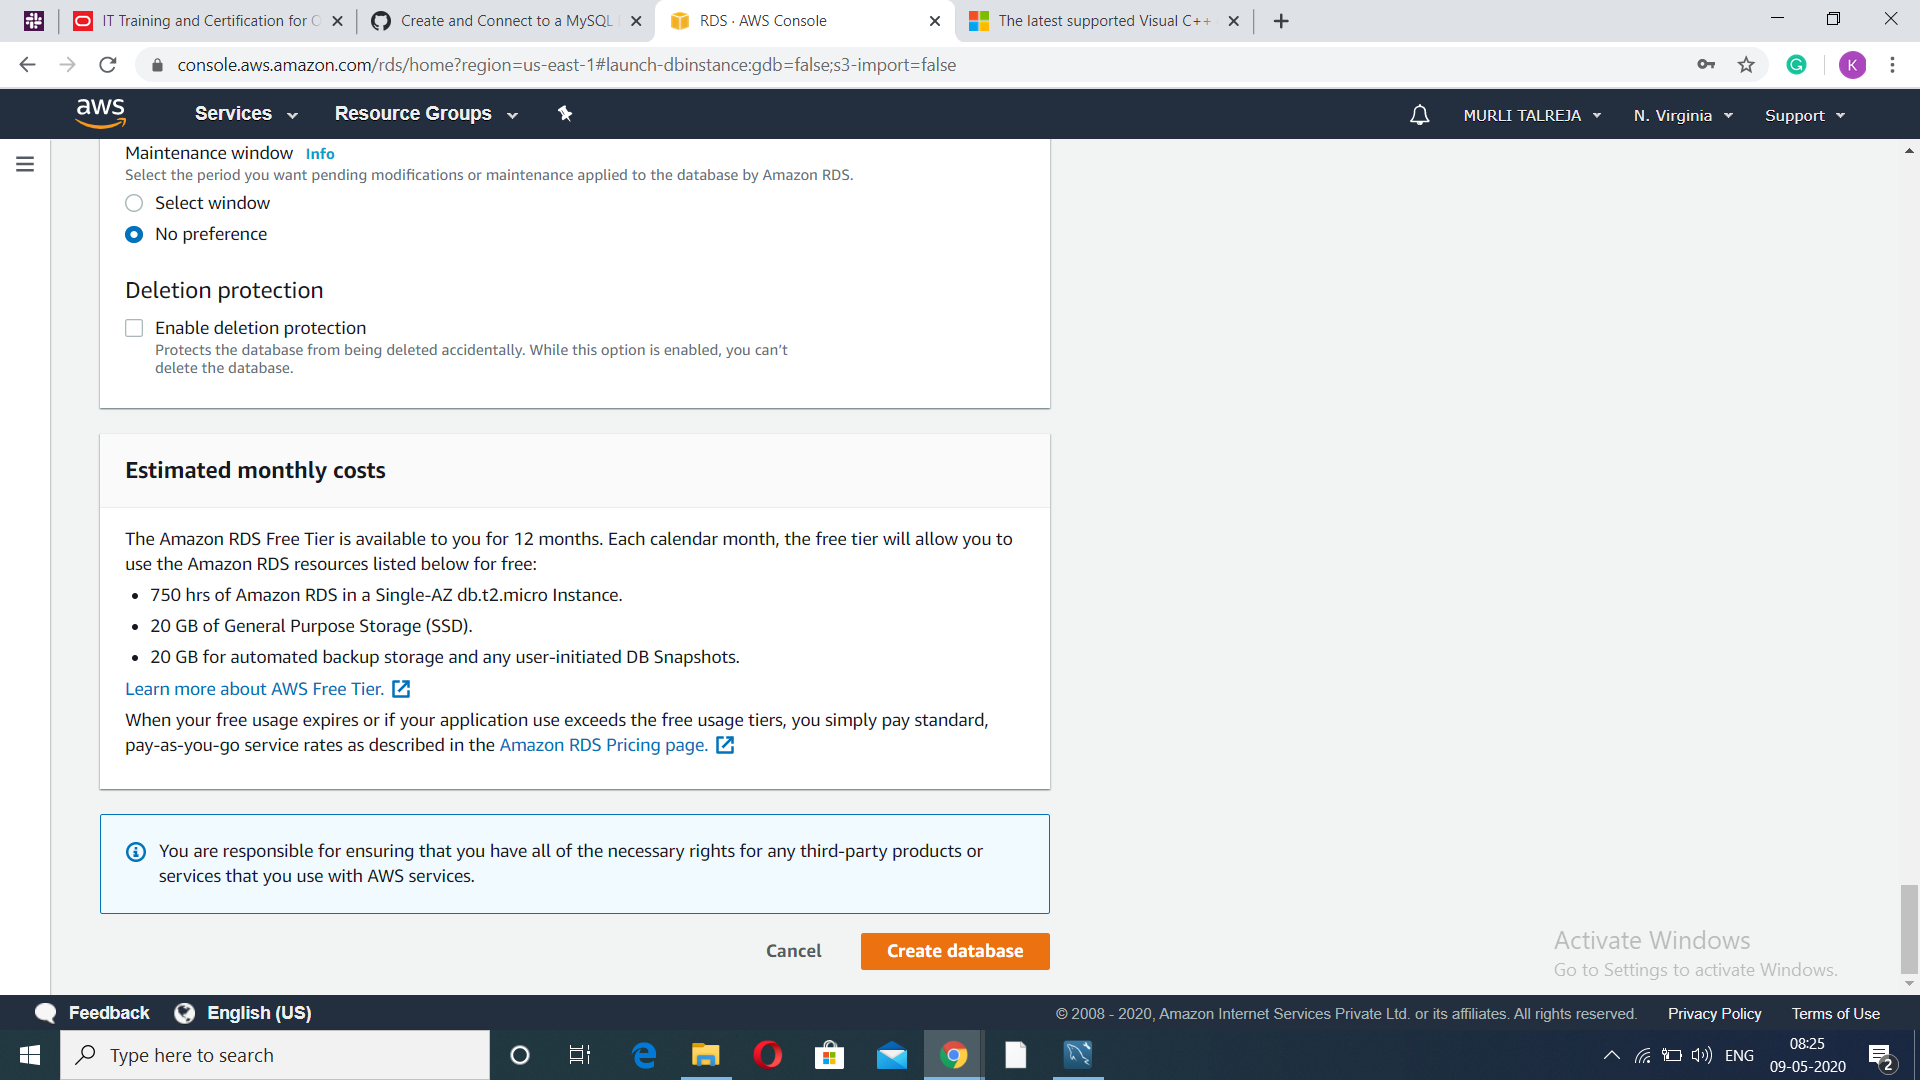 IT Training and Certification for
Create and Connect to a MySQL
RDS · AWS Console
The latest supported Visual C++
console.aws.amazon.com/rds/home?region=us-east-1#launch-dbinstance:gdb=false;s3-import=false
K
aws
Services
Resource Groups
MURLI TALREJA
N. Virginia
Support
Maintenance window Info
Select the period you want pending modifications or maintenance applied to the database by Amazon RDS.
Select window
No preference
Deletion protection
Enable deletion protection
Protects the database from being deleted accidentally. While this option is enabled, you can't
delete the database.
Estimated monthly costs
The Amazon RDS Free Tier is available to you for 12 months. Each calendar month, the free tier will allow you to
use the Amazon RDS resources listed below for free:
• 750 hrs of Amazon RDS in a Single-AZ db.t2.micro Instance.
• 20 GB of General Purpose Storage (SSD).
• 20 GB for automated backup storage and any user-initiated DB Snapshots.
Learn more about AWS Free Tier.
When your free usage expires or if your application use exceeds the free usage tiers, you simply pay standard,
pay-as-you-go service rates as described in the Amazon RDS Pricing page.
You are responsible for ensuring that you have all of the necessary rights for any third-party products or
services that you use with AWS services.
Cancel
Create database
Activate Windows
Go to Settings to activate Windows.
Feedback
English (US)
© 2008 - 2020, Amazon Internet Services Private Ltd. or its affiliates. All rights reserved.
Privacy Policy
Terms of Use
Type here to search
ENG
08:25
09-05-2020
2